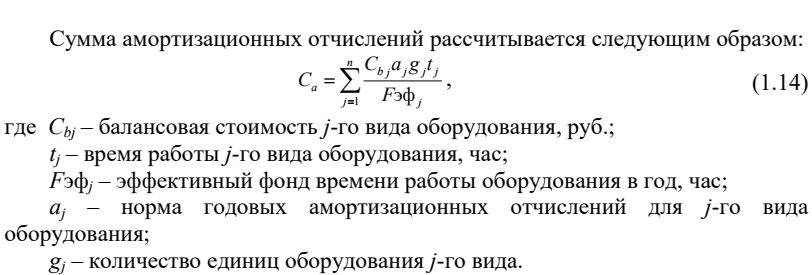 Сумма амортизационных отчислений рассчитывается следующим образом:
C_a = \sum_{j=1}^{n} \frac{C_{bj} a_j g_j t_j}{Fэф_j} , (1.14)
где C_{bj} – балансовая стоимость j-го вида оборудования, руб.;
t_j – время работы j-го вида оборудования, час;
Fэф_j – эффективный фонд времени работы оборудования в год, час;
a_j – норма годовых амортизационных отчислений для j-го вида
оборудования;
g_j – количество единиц оборудования j-го вида.